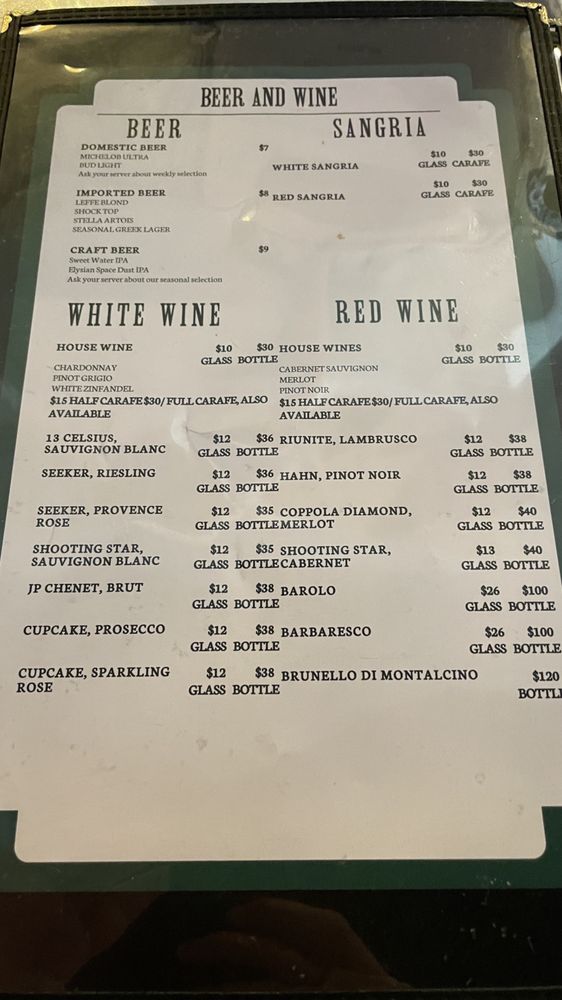 BEER AND WINE
BEER
DOMESTIC BEER $7
MICHELOB ULTRA
BUD LIGHT
Ask your server about weekly selection
IMPORTED BEER $8
LEFFE BLOND
SHOCK TOP
STELLA ARTOIS
SEASONAL GREEK LAGER
CRAFT BEER $9
Sweet Water IPA
Elysian Space Dust IPA
Ask your server about our seasonal selection
SANGRIA
$10 $30
WHITE SANGRIA GLASS CARAFE
$10 $30
RED SANGRIA GLASS CARAFE
WHITE WINE
HOUSE WINE $10 $30
GLASS BOTTLE
CHARDONNAY
PINOT GRIGIO
WHITE ZINFANDEL
$15 HALF CARAFE $30/ FULL CARAFE, ALSO
AVAILABLE
13 CELSIUS, $12 $36
SAUVIGNON BLANC GLASS BOTTLE
SEEKER, RIESLING $12 $36
GLASS BOTTLE
SEEKER, PROVENCE $12 $35
ROSE GLASS BOTTLE
SHOOTING STAR, $12 $35
SAUVIGNON BLANC GLASS BOTTLE
JP CHENET, BRUT $12 $38
GLASS BOTTLE
CUPCAKE, PROSECCO $12 $38
GLASS BOTTLE
CUPCAKE, SPARKLING $12 $38
ROSE GLASS BOTTLE
RED WINE
HOUSE WINES $10 $30
GLASS BOTTLE
CABERNET SAUVIGNON
MERLOT
PINOT NOIR
$15 HALF CARAFE $30/ FULL CARAFE, ALSO
AVAILABLE
RIUNITE, LAMBRUSCO $12 $38
GLASS BOTTLE
HAHN, PINOT NOIR $12 $38
GLASS BOTTLE
COPPOLA DIAMOND, $12 $40
MERLOT GLASS BOTTLE
SHOOTING STAR, $13 $40
CABERNET GLASS BOTTLE
BAROLO $26 $100
GLASS BOTTLE
BARBARESCO $26 $100
GLASS BOTTLE
BRUNELLO DI MONTALCINO $120
BOTTL